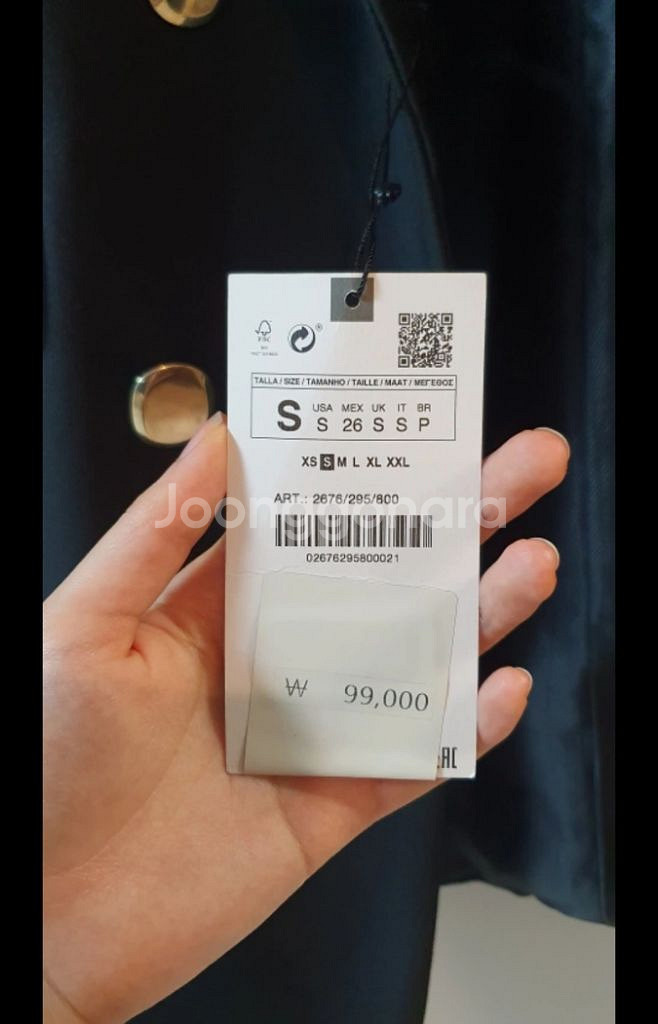 FSC
TALLA / SIZE / TAMANHO / TAILLE / MAAT / ΜΕΓΕΘΟΣ
USA MEX UK IT BR
S S 26 S S P
XS S M L XL XXL
ART.: 2676/295/800
Joonggonara
02676295800021
₩ 99,000
EAC